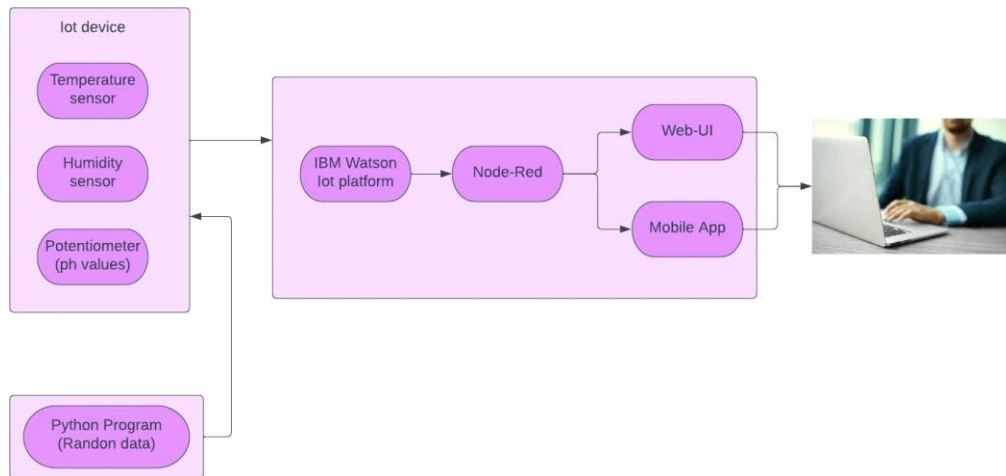 Iot device
Temperature
sensor
Humidity
sensor
Potentiometer
(ph values)
IBM Watson
Iot platform
Node-Red
Web-UI
Mobile App
Python Program
(Randon data)